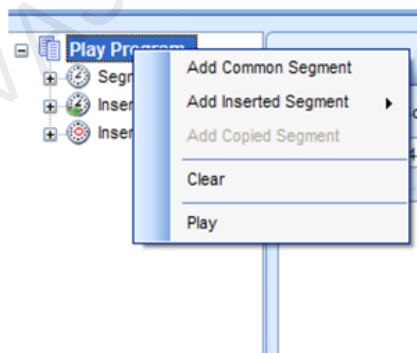 Play Program
Segm
Inser
Inser
Add Common Segment
Add Inserted Segment
Add Copied Segment
Clear
Play